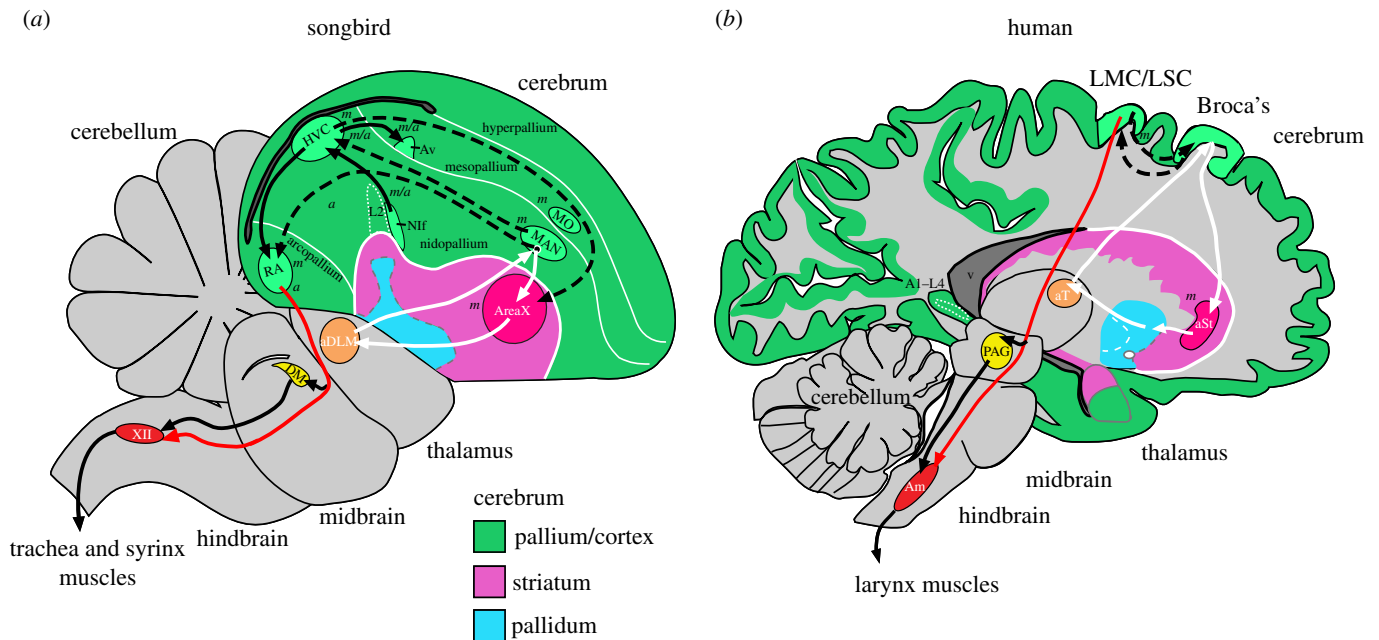 (a)
songbird
cerebrum
cerebellum
m
HVC
m/a
m/a
Av
hyperpallium
mesopallium
m/a
a
L2
NIf
nidopallium
m
MO
m
MAN
arcopallium
RA
m
a
m
AreaX
aDLM
DM
XII
thalamus
midbrain
hindbrain
trachea and syrinx
muscles
cerebrum
pallium/cortex
striatum
pallidum
(b)
human
LMC/LSC
Broca's
cerebrum
m
v
A1–L4
aT
m
aSt
PAG
cerebellum
thalamus
midbrain
Am
hindbrain
larynx muscles